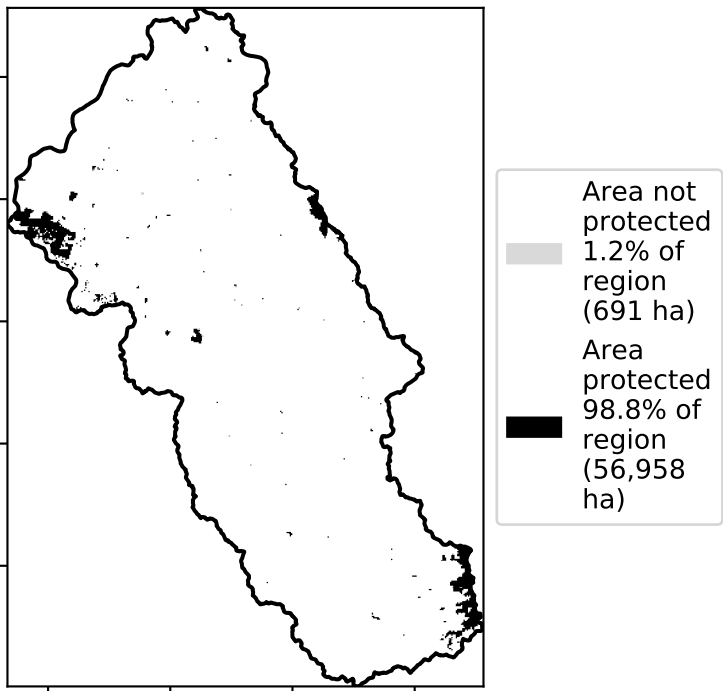 Area not
protected
1.2% of
region
(691 ha)
Area
protected
98.8% of
region
(56,958
ha)